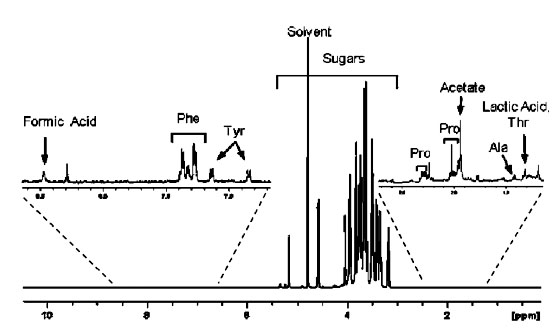 Solvent
Sugars
Acetate
Formic Acid
Phe
Tyr
Pro
Pro
Lactic Acid,
Thr
Ala
10
8
6
4
2
[ppm]